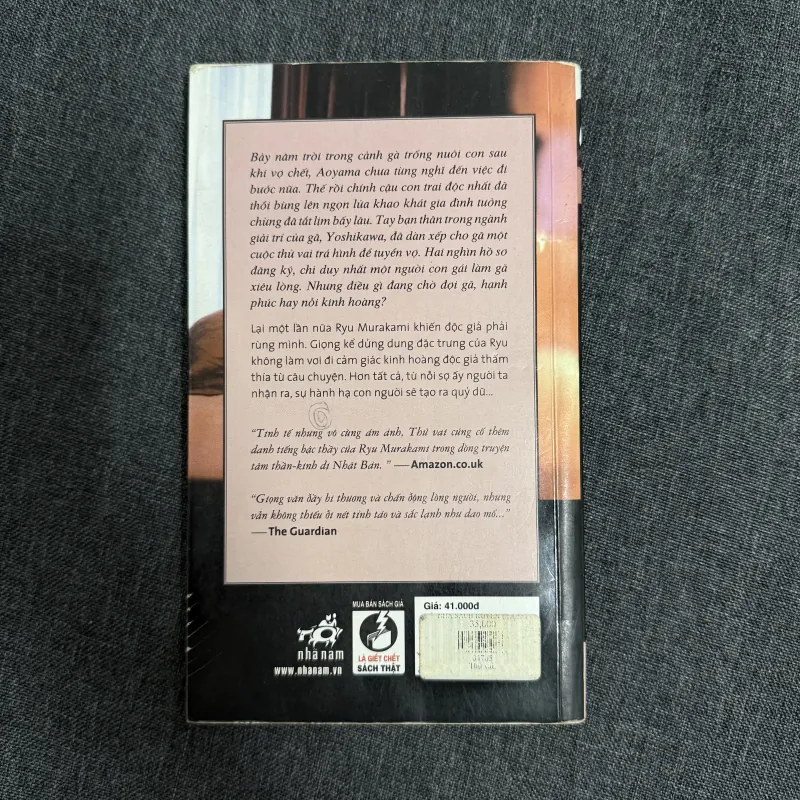 Bảy năm trời trong cảnh gà trống nuôi con sau
khi vợ chết, Aoyama chưa từng nghĩ đến việc đi
bước nữa. Thế rồi chính cậu con trai độc nhất đã
thổi bùng lên ngọn lửa khao khát gia đình tưởng
chừng đã tắt lịm bấy lâu. Tay bạn thân trong ngành
giải trí của gã, Yoshikawa, đã dàn xếp cho gã một
cuộc thử vai trá hình để tuyển vợ. Hai nghìn hồ sơ
đăng ký, chỉ duy nhất một người con gái làm gã
xiêu lòng. Nhưng điều gì đang chờ đợi gã, hạnh
phúc hay nỗi kinh hoàng?
Lại một lần nữa Ryu Murakami khiến độc giả phải
rùng mình. Giọng kể dửng dưng đặc trưng của Ryu
không làm vơi đi cảm giác kinh hoàng độc giả thấm
thía từ câu chuyện. Hơn tất cả, từ nỗi sợ ấy người ta
nhận ra, sự hành hạ con người sẽ tạo ra quỷ dữ...
6
“Tinh tế nhưng vô cùng ám ảnh, Thử vai củng cố thêm
danh tiếng bậc thầy của Ryu Murakami trong dòng truyện
tâm thần-kinh dị Nhật Bản. ” — Amazon.co.uk
“Giọng văn đầy bi thương và chấn động lòng người, nhưng
vẫn không thiếu đi nét tỉnh táo và sắc lạnh như dao mổ...”
— The Guardian
MUA BÁN SÁCH GIẢ
LÀ GIẾT CHẾT
SÁCH THẬT
nhã nam
www.nhanam.vn
Giá: 41.000đ